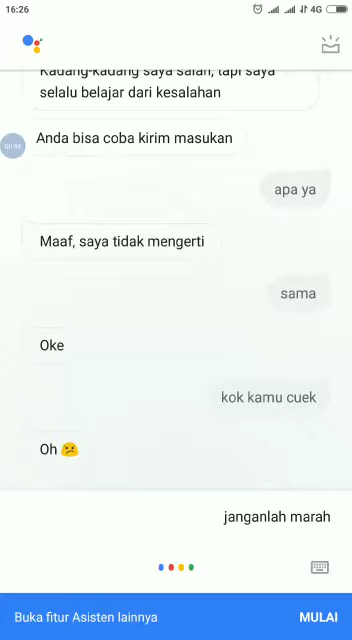 16:26
4G
Kadang-kadang saya salah, tapi saya
selalu belajar dari kesalahan
Anda bisa coba kirim masukan
apa ya
Maaf, saya tidak mengerti
sama
Oke
kok kamu cuek
Oh 😕
janganlah marah
Buka fitur Asisten lainnya
MULAI